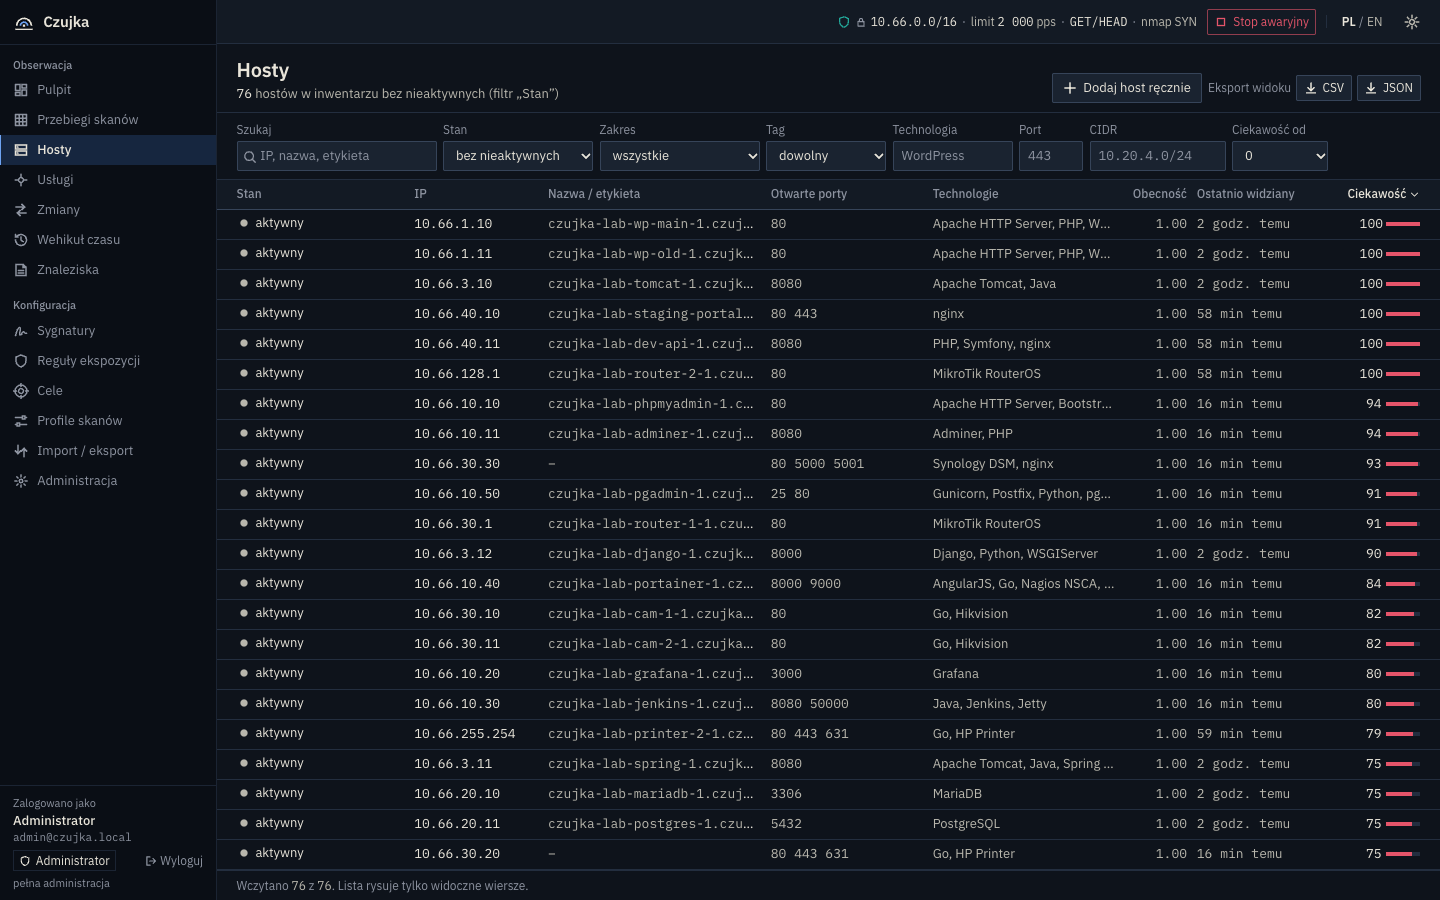 Czujka
10.66.0.0/16 · limit 2 000 pps · GET/HEAD · nmap SYN Stop awaryjny PL / EN
Obserwacja
Pulpit
Przebiegi skanów
Hosty
Usługi
Zmiany
Wehikuł czasu
Znaleziska
Konfiguracja
Sygnatury
Reguły ekspozycji
Cele
Profile skanów
Import / eksport
Administracja
Zalogowano jako
Administrator
admin@czujka.local
Administrator Wyloguj
pełna administracja
Hosty
76 hostów w inwentarzu bez nieaktywnych (filtr „Stan”)
Dodaj host ręcznie Eksport widoku CSV JSON
Szukaj Stan Zakres Tag Technologia Port CIDR Ciekawość od
IP, nazwa, etykieta bez nieaktywnych wszystkie dowolny WordPress 443 10.20.4.0/24 0
Stan IP Nazwa / etykieta Otwarte porty Technologie Obecność Ostatnio widziany Ciekawość
aktywny 10.66.1.10 czujka-lab-wp-main-1.czuj… 80 Apache HTTP Server, PHP, W… 1.00 2 godz. temu 100
aktywny 10.66.1.11 czujka-lab-wp-old-1.czujk… 80 Apache HTTP Server, PHP, W… 1.00 2 godz. temu 100
aktywny 10.66.3.10 czujka-lab-tomcat-1.czujk… 8080 Apache Tomcat, Java 1.00 2 godz. temu 100
aktywny 10.66.40.10 czujka-lab-staging-portal… 80 443 nginx 1.00 58 min temu 100
aktywny 10.66.40.11 czujka-lab-dev-api-1.czuj… 8080 PHP, Symfony, nginx 1.00 58 min temu 100
aktywny 10.66.128.1 czujka-lab-router-2-1.czu… 80 MikroTik RouterOS 1.00 58 min temu 100
aktywny 10.66.10.10 czujka-lab-phpmyadmin-1.c… 80 Apache HTTP Server, Bootstr… 1.00 16 min temu 94
aktywny 10.66.10.11 czujka-lab-adminer-1.czuj… 8080 Adminer, PHP 1.00 16 min temu 94
aktywny 10.66.30.30 – 80 5000 5001 Synology DSM, nginx 1.00 16 min temu 93
aktywny 10.66.10.50 czujka-lab-pgadmin-1.czuj… 25 80 Gunicorn, Postfix, Python, pg… 1.00 16 min temu 91
aktywny 10.66.30.1 czujka-lab-router-1-1.czu… 80 MikroTik RouterOS 1.00 16 min temu 91
aktywny 10.66.3.12 czujka-lab-django-1.czujk… 8000 Django, Python, WSGIServer 1.00 2 godz. temu 90
aktywny 10.66.10.40 czujka-lab-portainer-1.cz… 8000 9000 AngularJS, Go, Nagios NSCA, … 1.00 16 min temu 84
aktywny 10.66.30.10 czujka-lab-cam-1-1.czujka… 80 Go, Hikvision 1.00 16 min temu 82
aktywny 10.66.30.11 czujka-lab-cam-2-1.czujka… 80 Go, Hikvision 1.00 16 min temu 82
aktywny 10.66.10.20 czujka-lab-grafana-1.czuj… 3000 Grafana 1.00 16 min temu 80
aktywny 10.66.10.30 czujka-lab-jenkins-1.czuj… 8080 50000 Java, Jenkins, Jetty 1.00 16 min temu 80
aktywny 10.66.255.254 czujka-lab-printer-2-1.cz… 80 443 631 Go, HP Printer 1.00 59 min temu 79
aktywny 10.66.3.11 czujka-lab-spring-1.czujk… 8080 Apache Tomcat, Java, Spring … 1.00 2 godz. temu 75
aktywny 10.66.20.10 czujka-lab-mariadb-1.czuj… 3306 MariaDB 1.00 2 godz. temu 75
aktywny 10.66.20.11 czujka-lab-postgres-1.czu… 5432 PostgreSQL 1.00 2 godz. temu 75
aktywny 10.66.30.20 – 80 443 631 Go, HP Printer 1.00 16 min temu 75
Wczytano 76 z 76. Lista rysuje tylko widoczne wiersze.